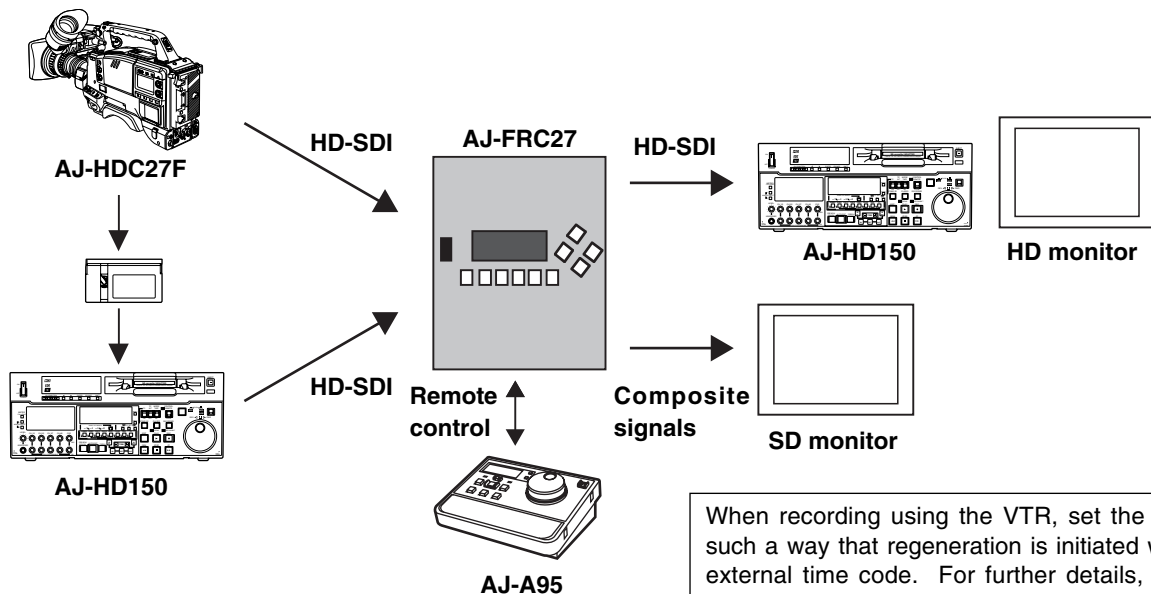 AJ-HDC27F
HD-SDI
AJ-FRC27
HD-SDI
AJ-HD150
HD monitor
AJ-HD150
HD-SDI
Remote
control
Composite
signals
SD monitor
AJ-A95
When recording using the VTR, set the
such a way that regeneration is initiated
external time code. For further details,